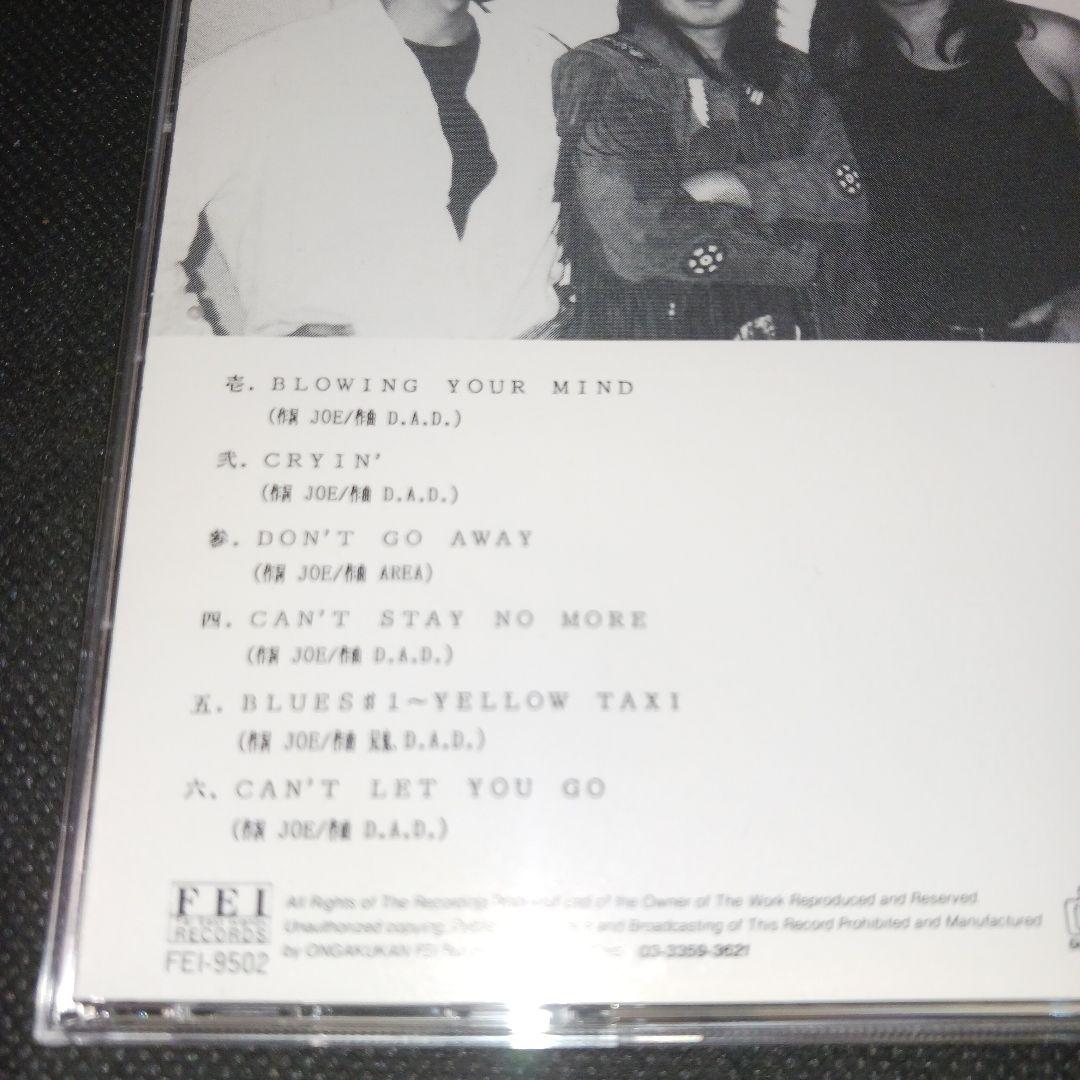 壱. BLOWING YOUR MIND
(作詞 JOE/作曲 D.A.D.)
弐. CRYIN'
(作詞 JOE/作曲 D.A.D.)
参. DON'T GO AWAY
(作詞 JOE/作曲 AREA)
四. CAN'T STAY NO MORE
(作詞 JOE/作曲 D.A.D.)
五. BLUES♯1〜YELLOW TAXI
(作詞 JOE/作曲 D.A.D.)
六. CAN'T LET YOU GO
(作詞 JOE/作曲 D.A.D.)
FEI
RECORDS
FEI-9502
All Rights of The Recording and of the Owner of The Work Reproduced and Reserved
Unauthorized copying, and Broadcasting of This Record Prohibited and Manufactured
by ONGAKUKAN FEI 03-3359-3621